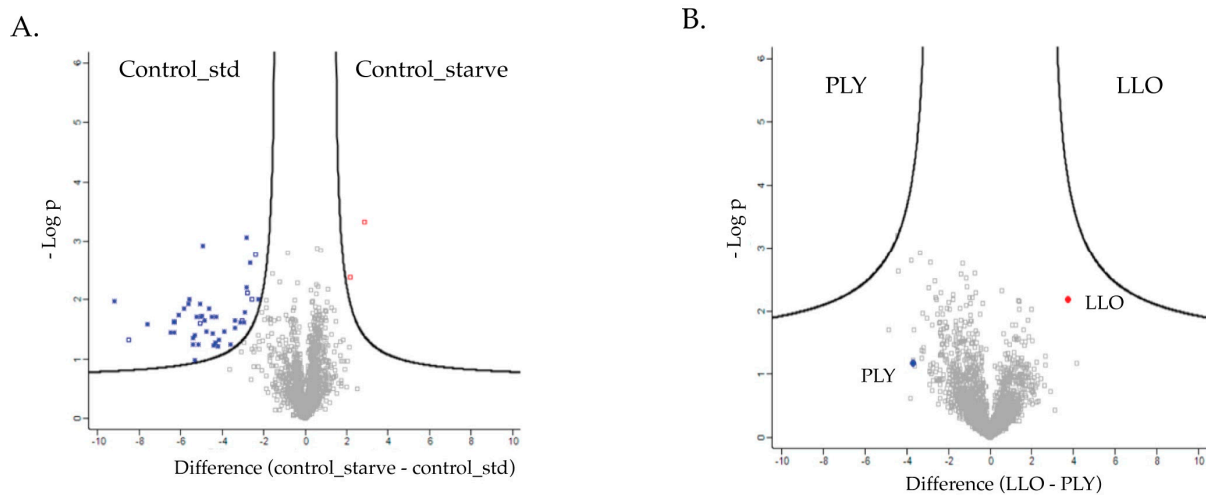 A.
Control_std
Control_starve
- Log p
0
1
2
3
4
5
6
-10 -8 -6 -4 -2 0 2 4 6 8 10
Difference (control_starve - control_std)
B.
PLY
LLO
- Log p
0
1
2
3
4
5
6
LLO
PLY
-10 -8 -6 -4 -2 0 2 4 6 8 10
Difference (LLO - PLY)